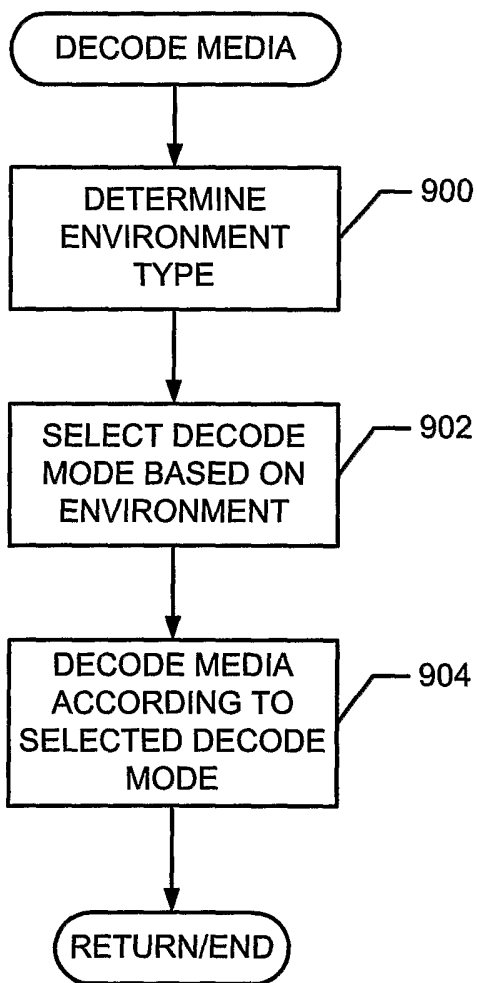 DECODE MEDIA
DETERMINE
ENVIRONMENT
TYPE
900
SELECT DECODE
MODE BASED ON
ENVIRONMENT
902
DECODE MEDIA
ACCORDING TO
SELECTED DECODE
MODE
904
RETURN/END